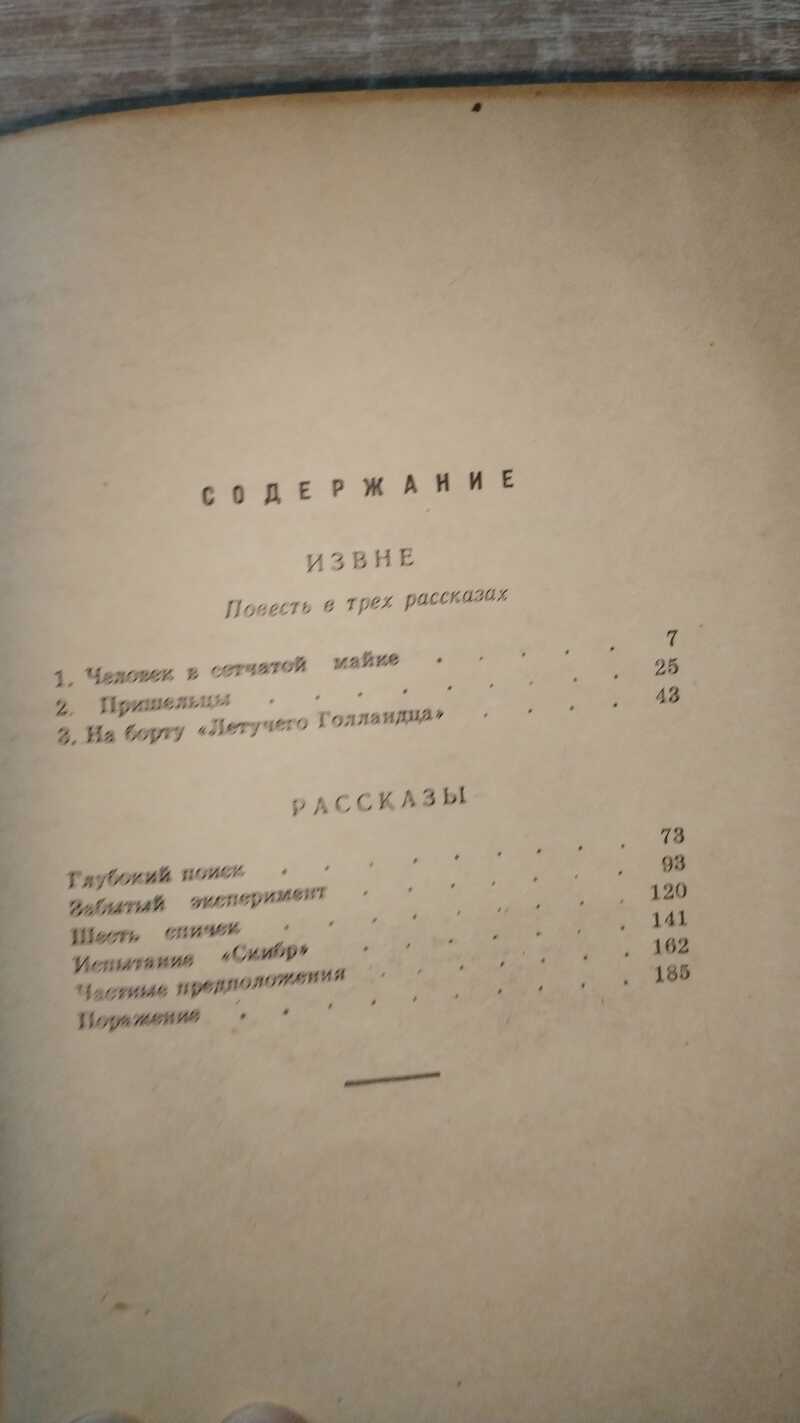 СОДЕРЖАНИЕ
ИЗВНЕ
Повесть в трех рассказах
1. Человек в сетчатой майке . . . . . 7
2. Пришельцы . . . . . . . . . 25
3. На борту «Летучего Голландца» . . . . 43
РАССКАЗЫ
Глубокий поиск . . . . . . . . . 73
Забытый эксперимент . . . . . . . 93
Шесть спичек . . . . . . . . . 120
Испытание «Скибр» . . . . . . . 141
Частные предположения . . . . . . . 162
Поражение . . . . . . . . . . 185